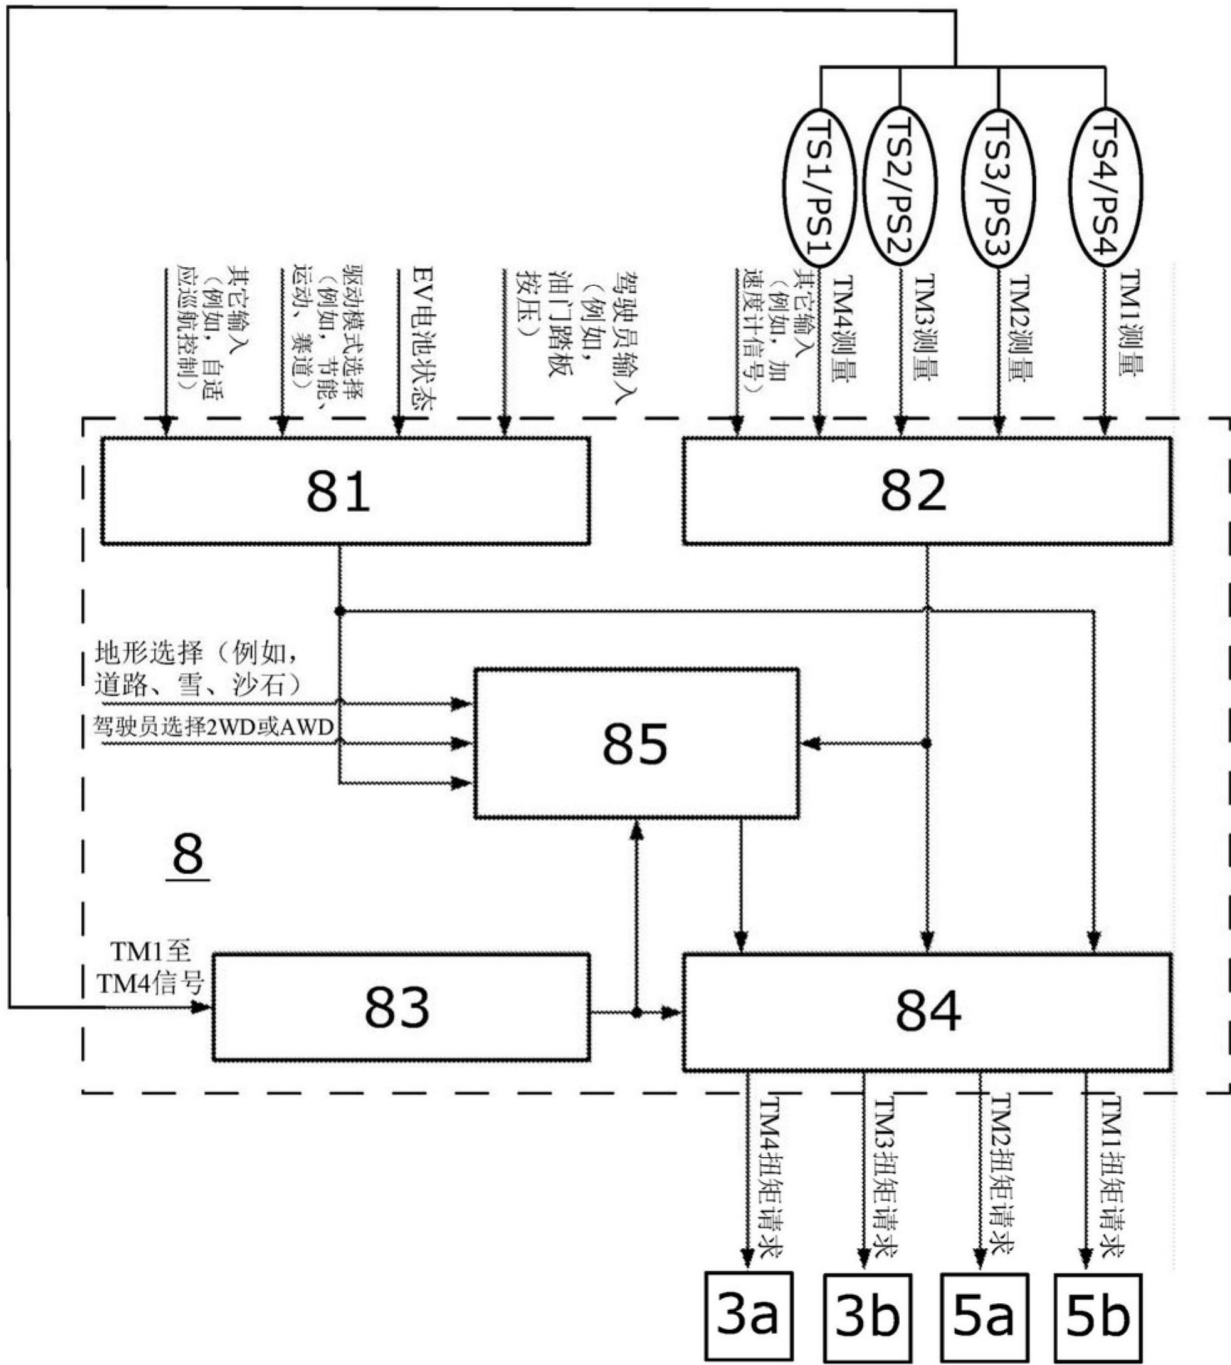 TS1/PS1
TS2/PS2
TS3/PS3
TS4/PS4
其它输入
（例如，自适
应巡航控制）
驱动模式选择
（例如，节能、
运动、赛道）
EV电池状态
驾驶员输入
（例如，
油门踏板
按压）
其它输入
（例如，加
速度计信号）
TM4测量
TM3测量
TM2测量
TM1测量
81
82
地形选择（例如，
道路、雪、沙石）
驾驶员选择2WD或AWD
85
8
TM1至
TM4信号
83
84
TM4扭矩请求
TM3扭矩请求
TM2扭矩请求
TM1扭矩请求
3a
3b
5a
5b